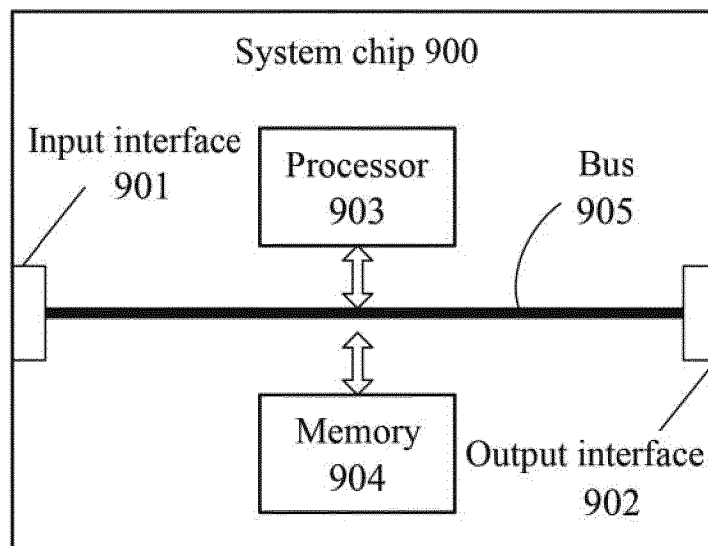 System chip 900
Input interface
901
Processor
903
Bus
905
Memory
904
Output interface
902